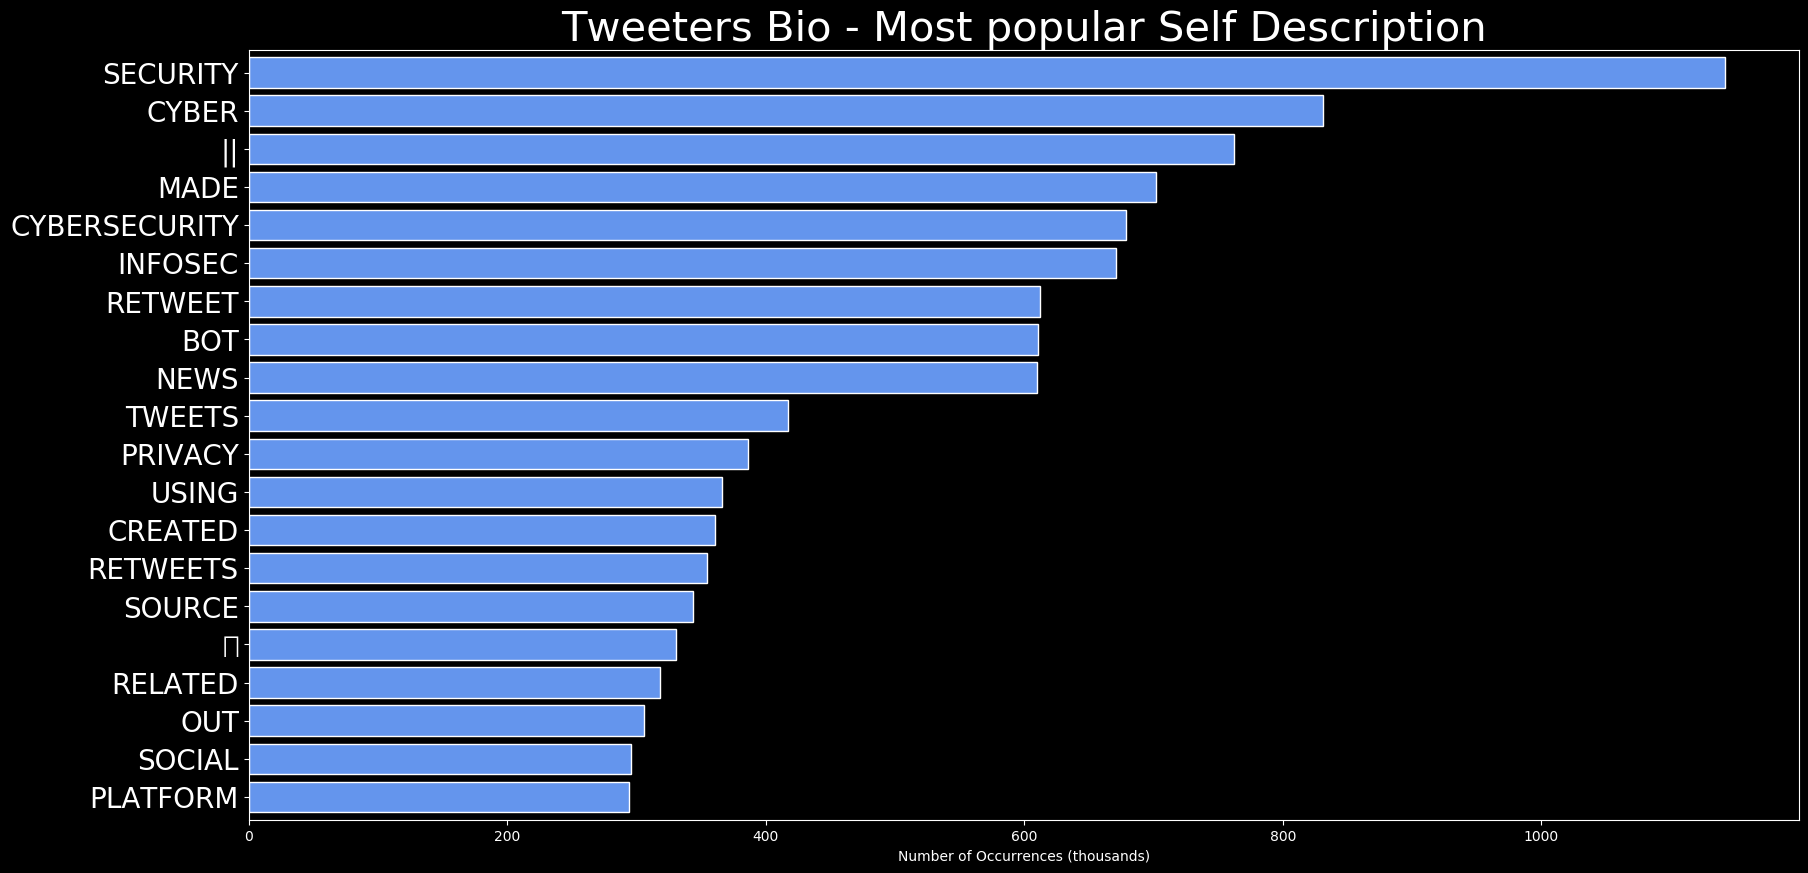 Tweeters Bio - Most popular Self Description
SECURITY
CYBER
||
MADE
CYBERSECURITY
INFOSEC
RETWEET
BOT
NEWS
TWEETS
PRIVACY
USING
CREATED
RETWEETS
SOURCE
RELATED
OUT
SOCIAL
PLATFORM
0 200 400 600 800 1000
Number of Occurrences (thousands)